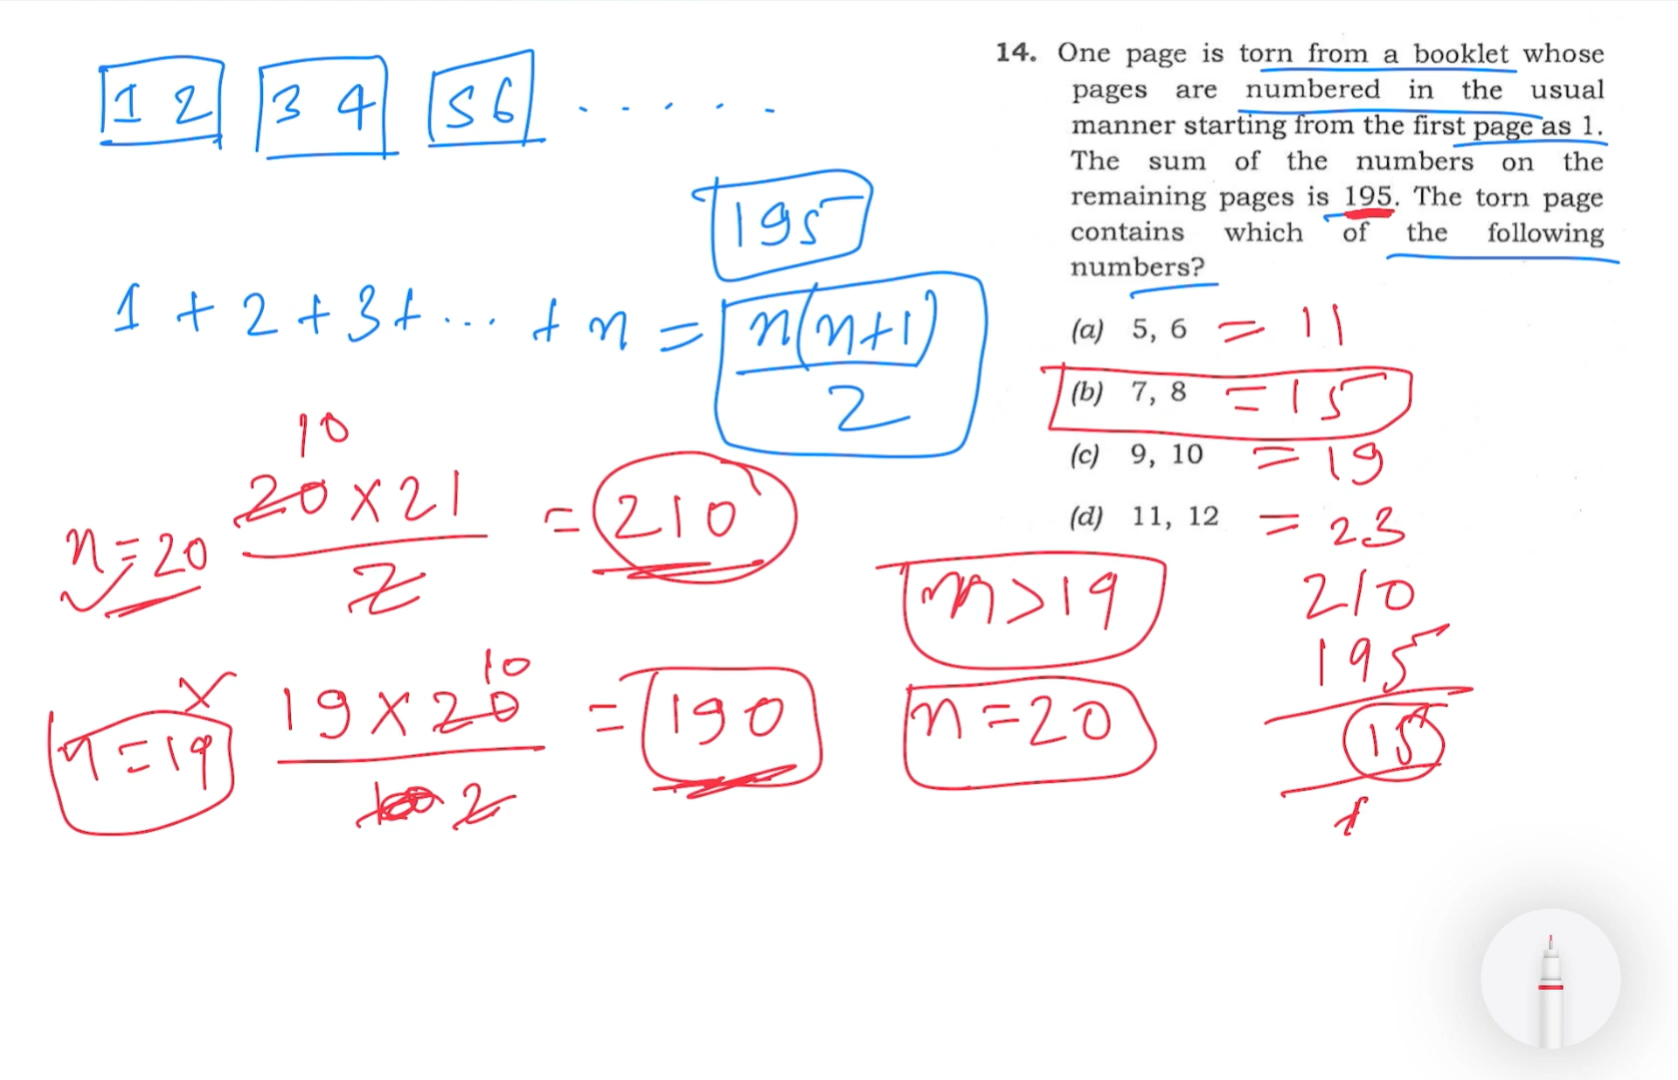 1 2 3 4 5 6 . . . . .
14. One page is torn from a booklet whose
pages are numbered in the usual
manner starting from the first page as 1.
The sum of the numbers on the
remaining pages is 195. The torn page
contains which of the following
numbers?
(a) 5, 6 = 11
(b) 7, 8 = 15
(c) 9, 10 = 19
(d) 11, 12 = 23
195
1 + 2 + 3 + ... + n = n(n+1)
2
10
n=20 20 × 21 = 210
2
n>19
10
n=19 19 × 20 = 190
2
n=20
210
195
15